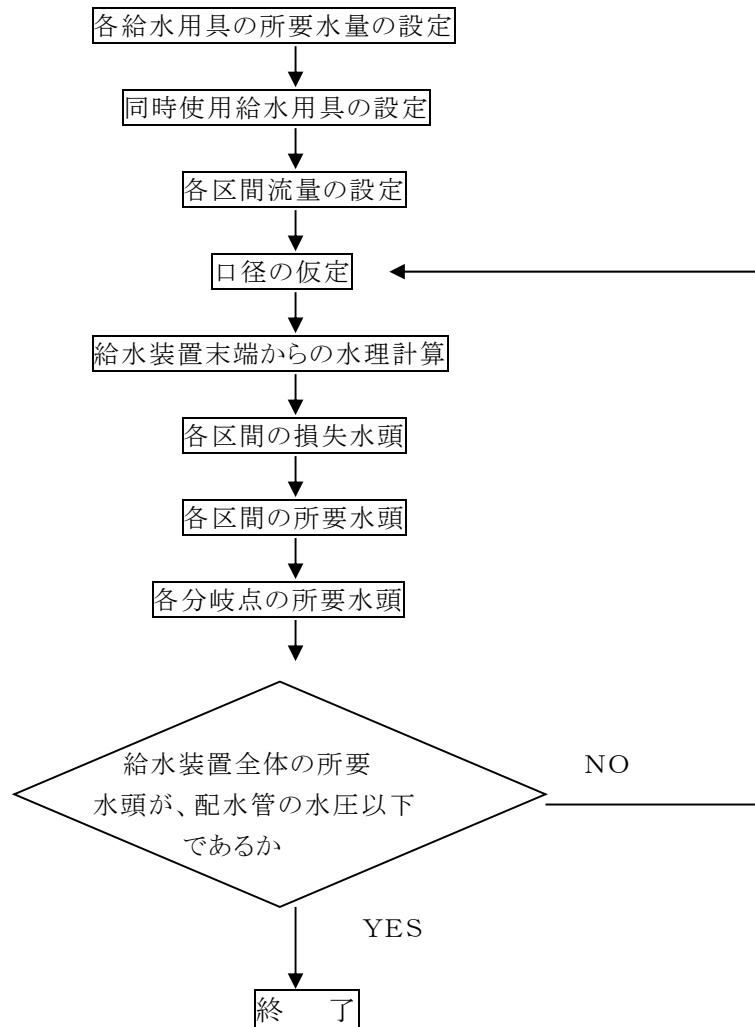 各給水用具の所要水量の設定
同時使用給水用具の設定
各区間流量の設定
口径の仮定
給水装置末端からの水理計算
各区間の損失水頭
各区間の所要水頭
各分岐点の所要水頭
給水装置全体の所要
水頭が、配水管の水圧以下
であるか
NO
YES
終　了